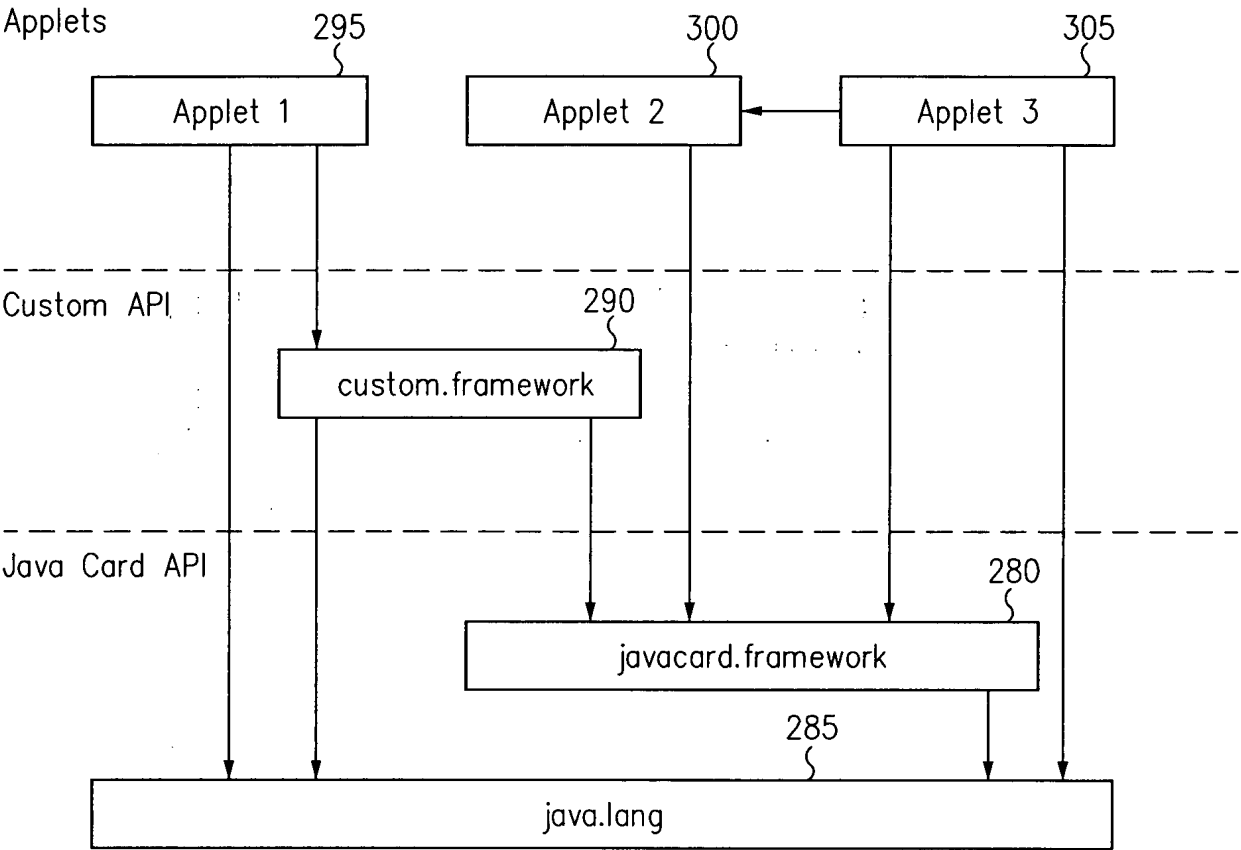 Applets
295
300
305
Applet 1
Applet 2
Applet 3
Custom API
290
custom.framework
Java Card API
280
javacard.framework
285
java.lang